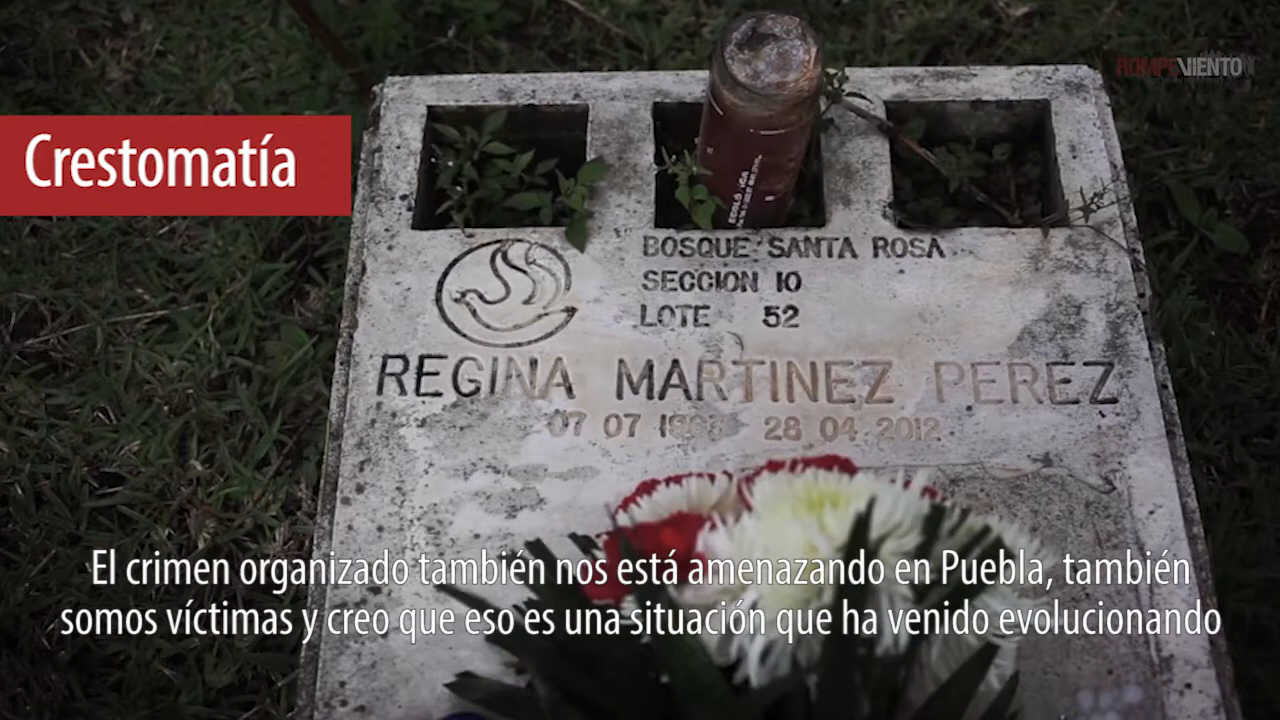 ROMPEVIENTO
Crestomatía
BOSQUE SANTA ROSA
SECCION 10
LOTE 52
REGINA MARTINEZ PEREZ
07 07 28 04 2012
El crimen organizado también nos está amenazando en Puebla, también
somos víctimas y creo que eso es una situación que ha venido evolucionando